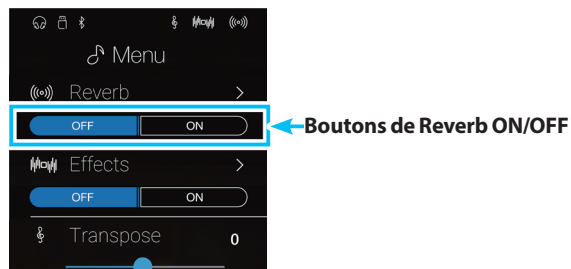 Menu
Reverb >
OFF ON
Boutons de Reverb ON/OFF
Effects >
OFF ON
Transpose 0